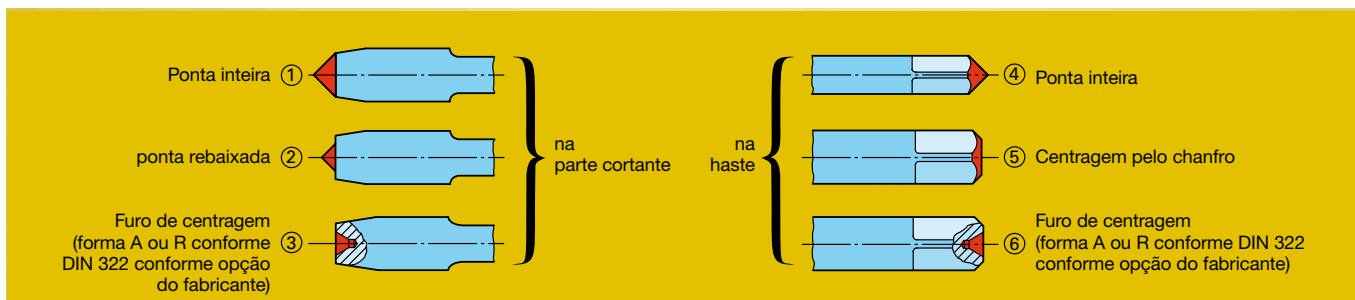 Ponta inteira ①
ponta rebaixada ②
Furo de centragem
(forma A ou R conforme ③
DIN 322 conforme opção
do fabricante)
na
parte cortante
na
haste
④ Ponta inteira
⑤ Centragem pelo chanfro
Furo de centragem
⑥ (forma A ou R conforme DIN 322
conforme opção do fabricante)